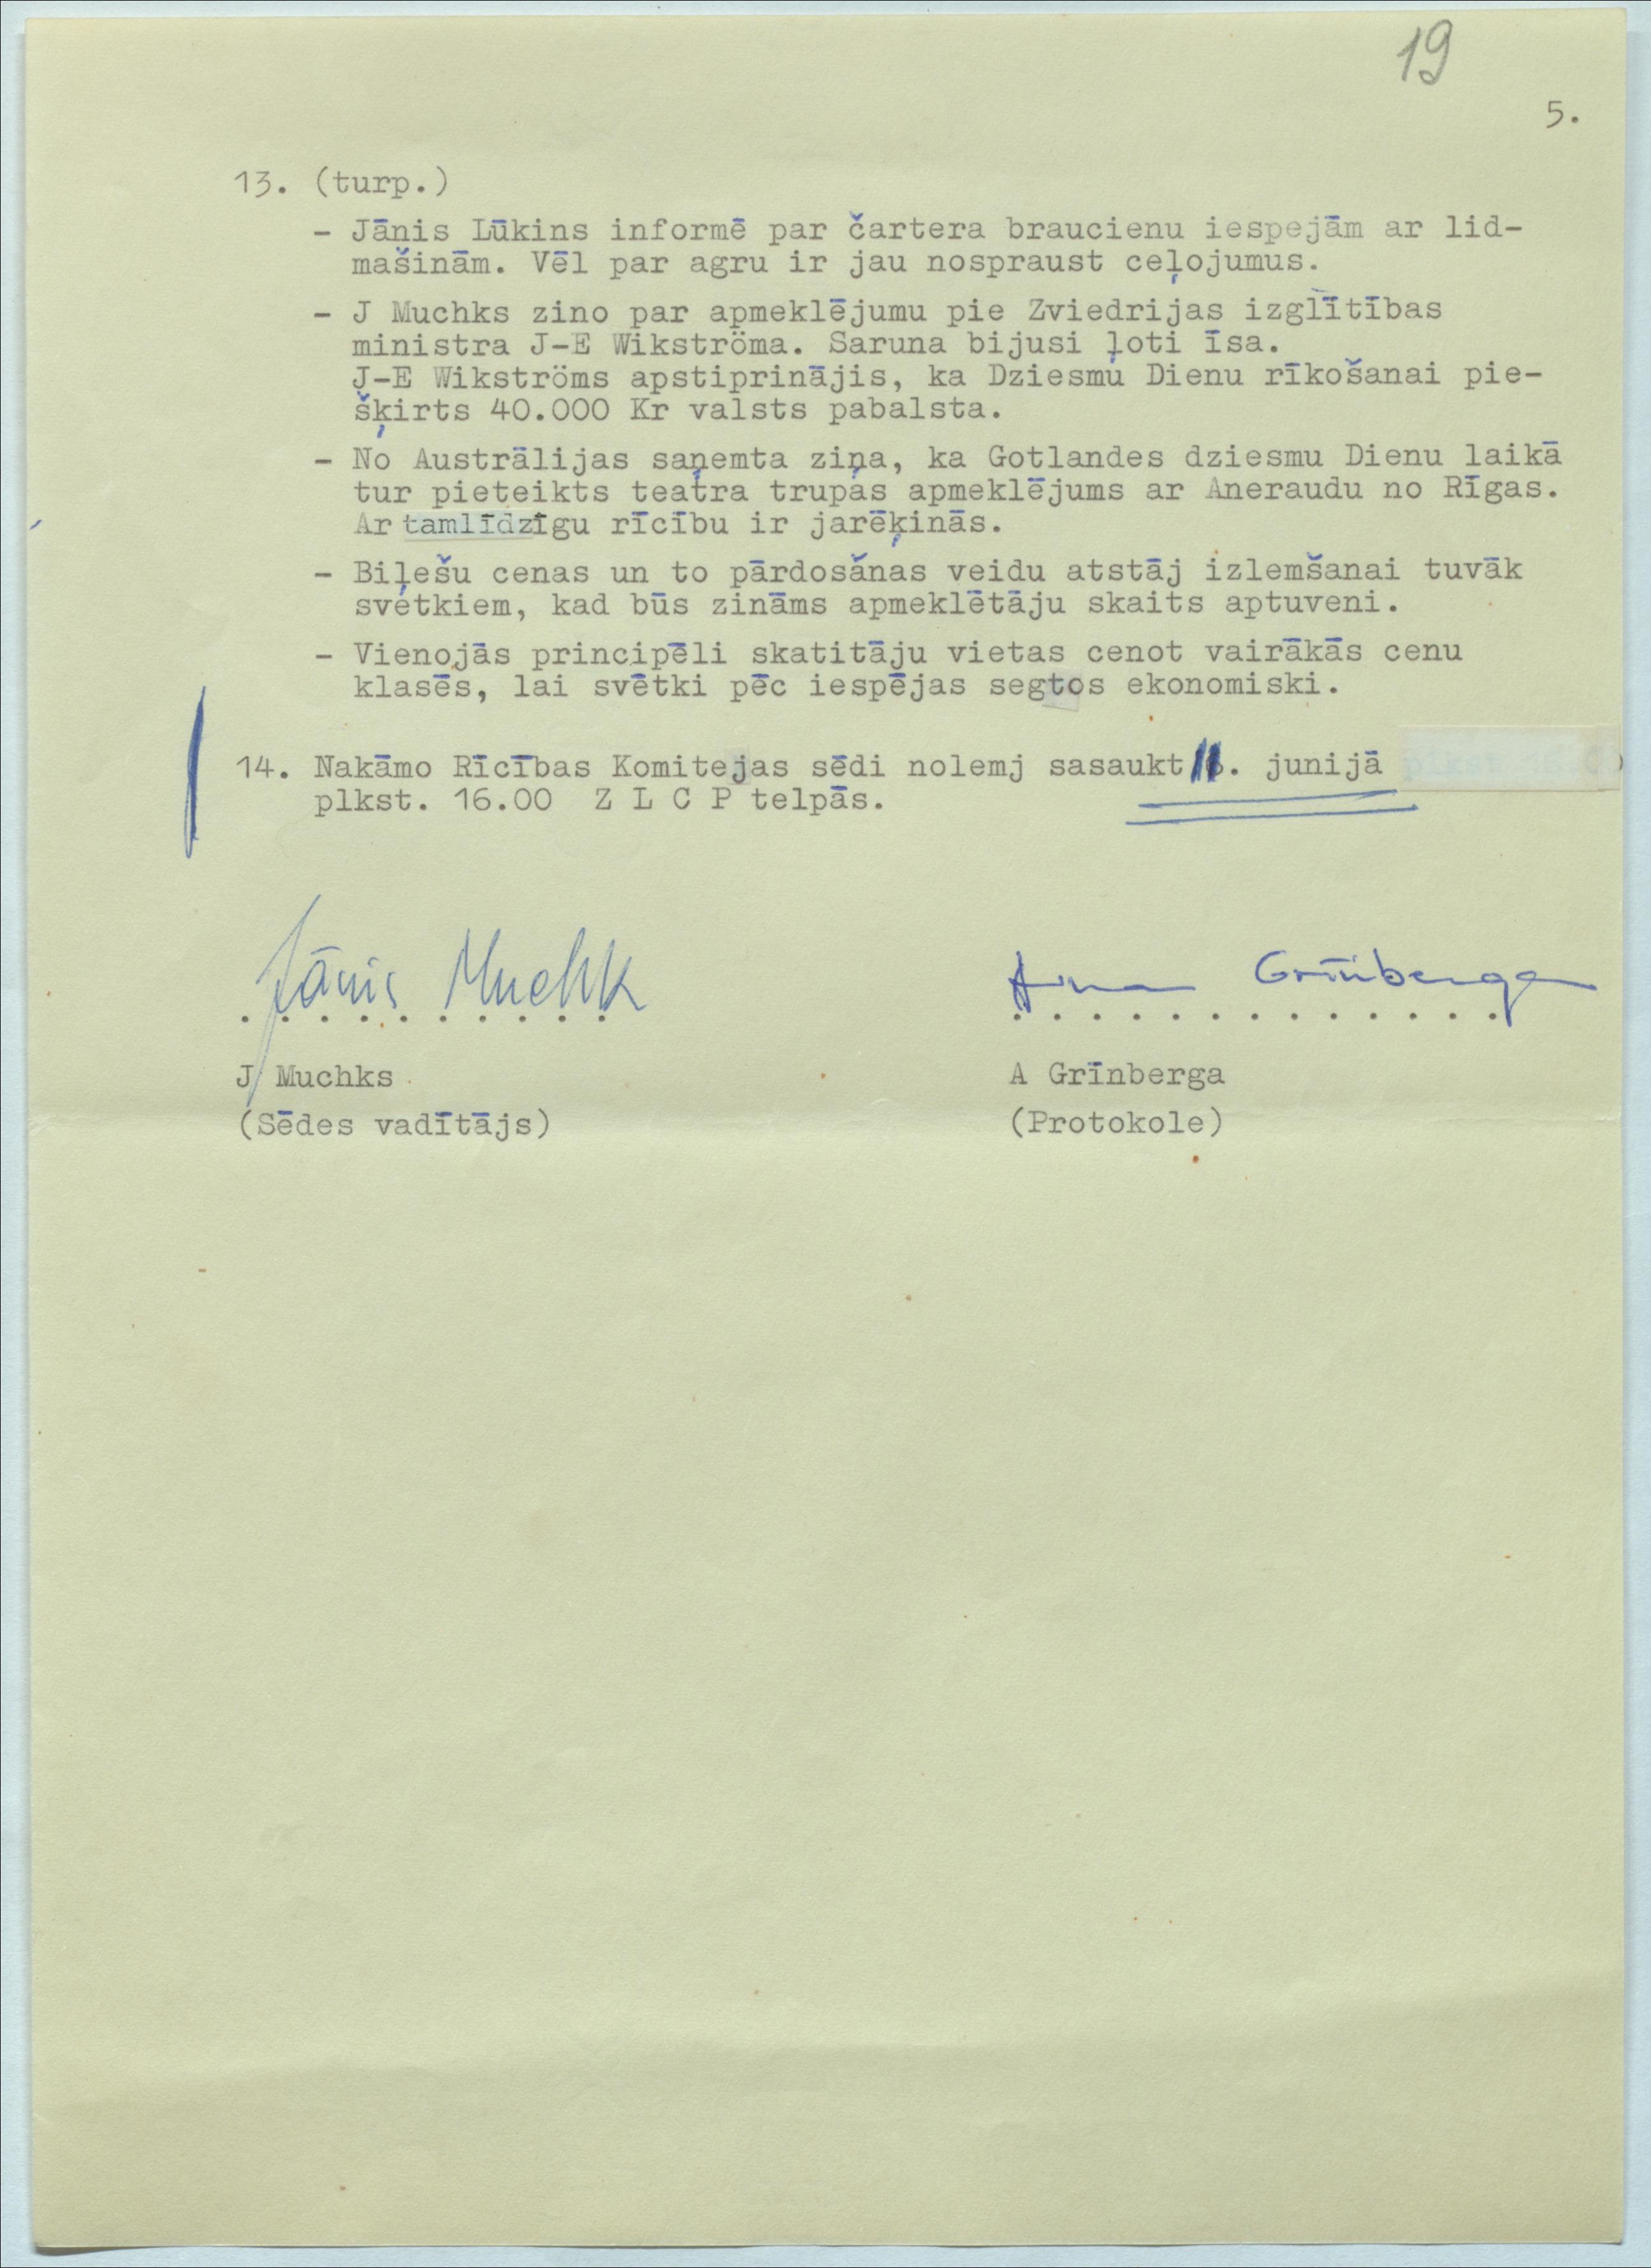 19
5.
13. (turp.)
- Jānis Lūkins informē par čartera braucienu iespejām ar lid-
mašinām. Vēl par agru ir jau nospraust ceļojumus.
- J Muchks zino par apmeklējumu pie Zviedrijas izglītības
ministra J-E Wikströma. Saruna bijusi ļoti īsa.
J-E Wikströms apstiprinājis, ka Dziesmu Dienu rīkošanai pie-
šķirts 40.000 Kr valsts pabalsta.
- No Austrālijas saņemta ziņa, ka Gotlandes dziesmu Dienu laikā
tur pieteikts teatra trupas apmeklējums ar Aneraudu no Rīgas.
Ar tamlīdzīgu rīcību ir jarēķinās.
- Biļešu cenas un to pārdošanas veidu atstāj izlemšanai tuvāk
svētkiem, kad būs zināms apmeklētāju skaits aptuveni.
- Vienojās principēli skatitāju vietas cenot vairākās cenu
klasēs, lai svētki pēc iespējas segtos ekonomiski.
14. Nakāmo Rīcības Komitejas sēdi nolemj sasaukt 11. junijā
plkst. 16.00 Z L C P telpās.
Jānis Muchk
Anna Grīnberga
J Muchks
A Grīnberga
(Sēdes vadītājs)
(Protokole)